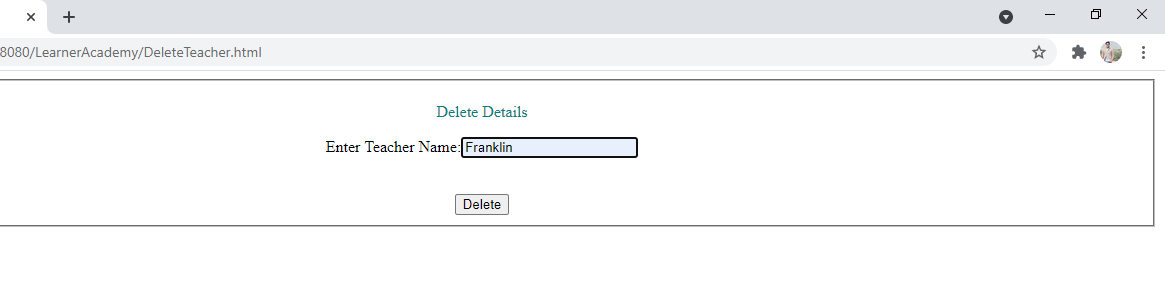 8080/LearnerAcademy/DeleteTeacher.html
Delete Details
Enter Teacher Name: Franklin
Delete